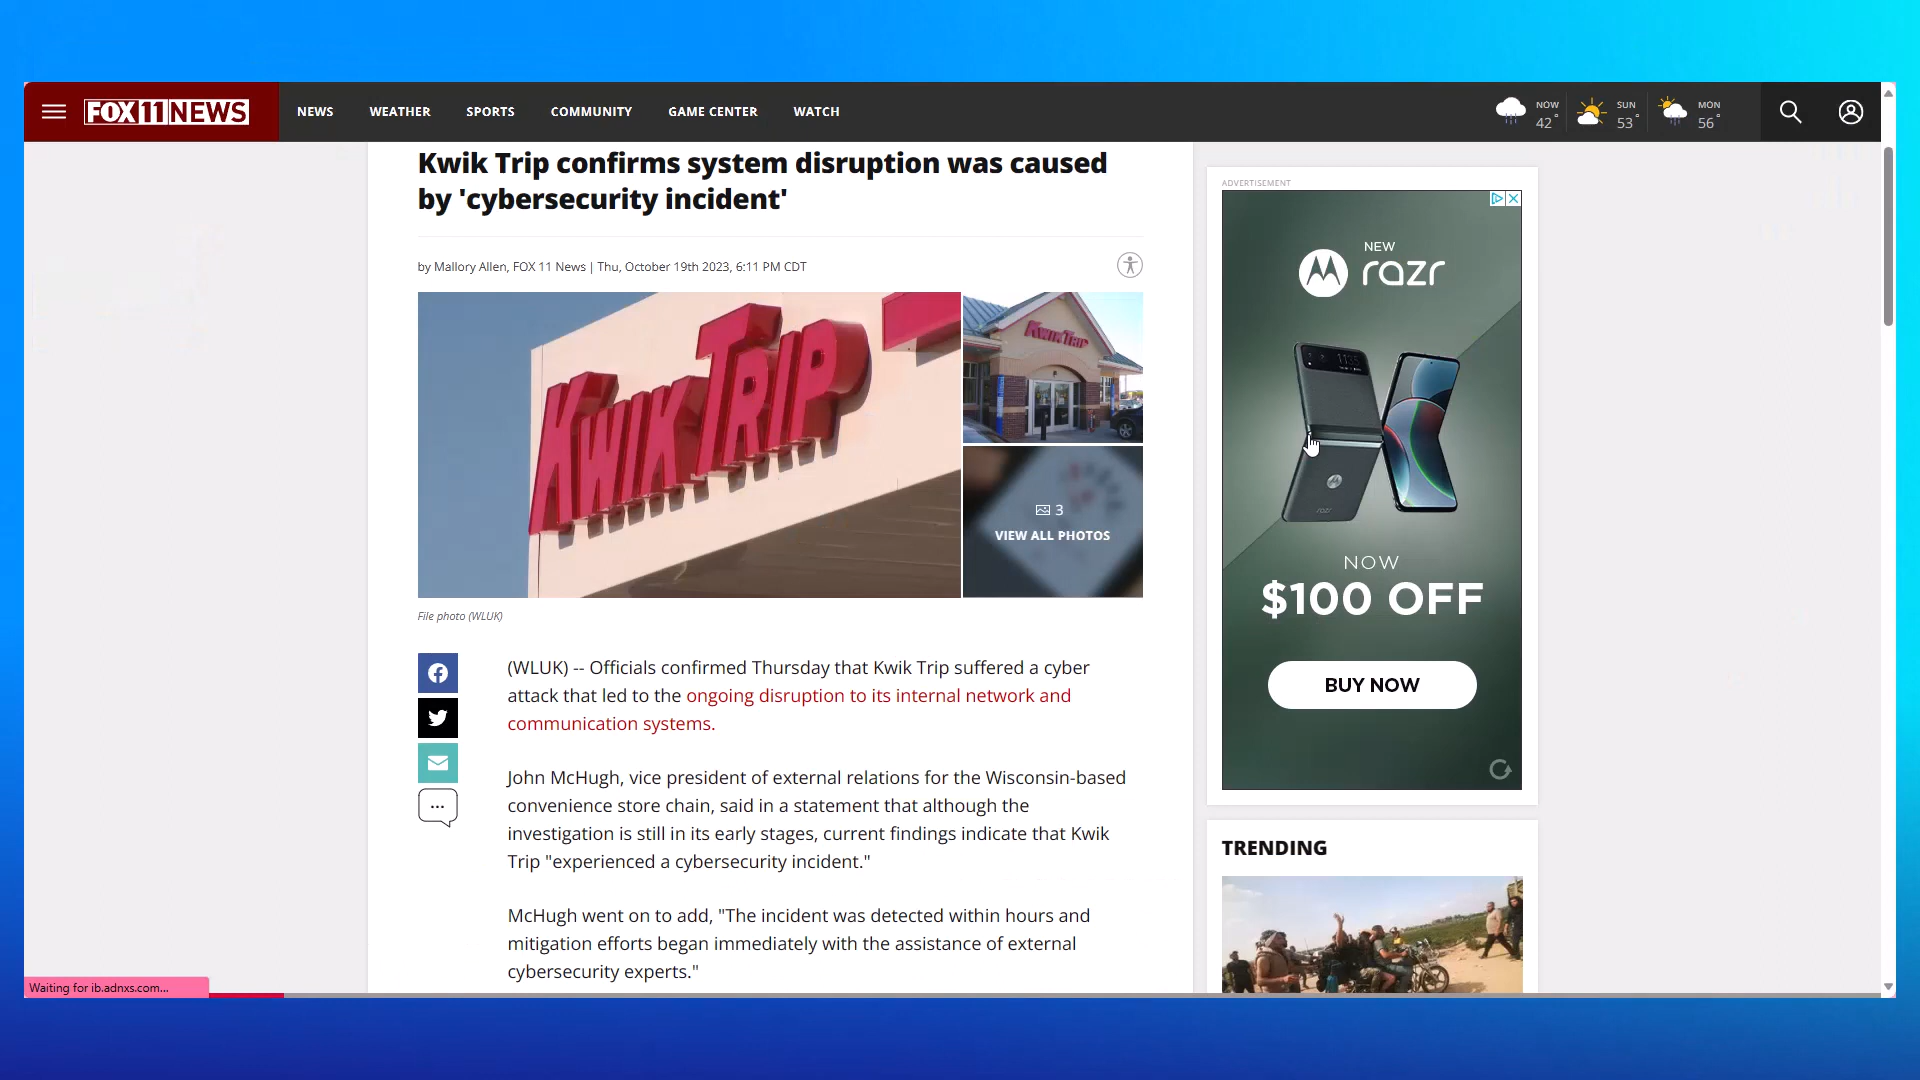 FOX 11 NEWS
NEWS
WEATHER
SPORTS
COMMUNITY
GAME CENTER
WATCH
NOW
42°
SUN
53°
MON
56°
Kwik Trip confirms system disruption was caused
by 'cybersecurity incident'
by Mallory Allen, FOX 11 News | Thu, October 19th 2023, 6:11 PM CDT
KWIK TRIP
KWIK TRIP
3
VIEW ALL PHOTOS
File photo (WLUK)
(WLUK) -- Officials confirmed Thursday that Kwik Trip suffered a cyber
attack that led to the ongoing disruption to its internal network and
communication systems.
John McHugh, vice president of external relations for the Wisconsin-based
convenience store chain, said in a statement that although the
investigation is still in its early stages, current findings indicate that Kwik
Trip "experienced a cybersecurity incident."
McHugh went on to add, "The incident was detected within hours and
mitigation efforts began immediately with the assistance of external
cybersecurity experts."
ADVERTISEMENT
NEW
razr
razr
NOW
$100 OFF
BUY NOW
TRENDING
Waiting for ib.adnxs.com...